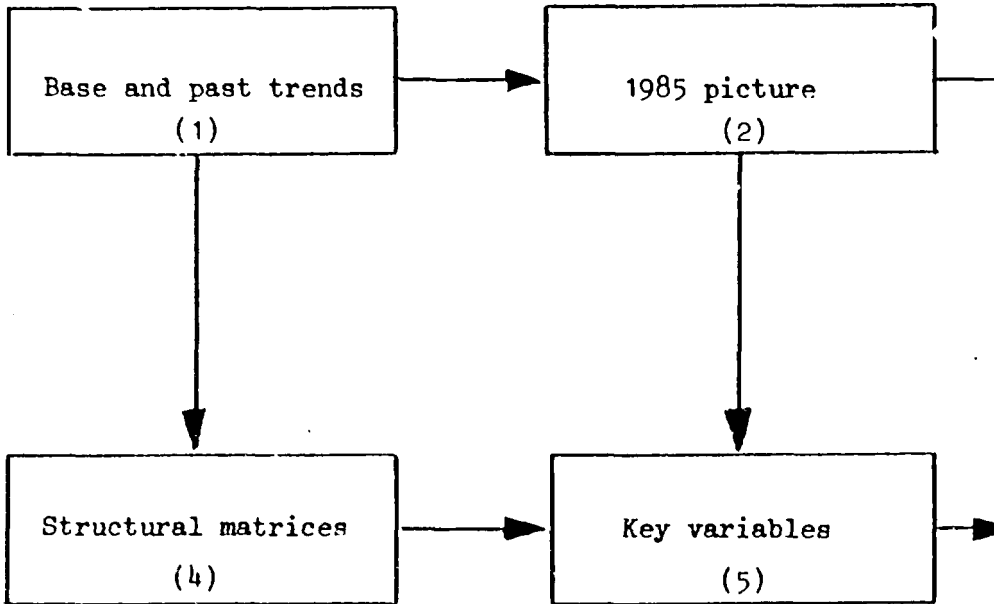 Base and past trends
(1)
1985 picture
(2)
Structural matrices
(4)
Key variables
(5)